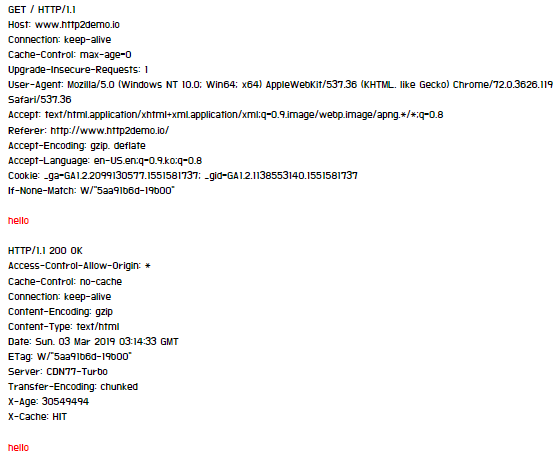 GET / HTTP/1.1
Host: www.http2demo.io
Connection: keep-alive
Cache-Control: max-age=0
Upgrade-Insecure-Requests: 1
User-Agent: Mozilla/5.0 (Windows NT 10.0; Win64; x64) AppleWebKit/537.36 (KHTML, like Gecko) Chrome/72.0.3626.119
Safari/537.36
Accept: text/html,application/xhtml+xml,application/xml;q=0.9,image/webp,image/apng,*/*;q=0.8
Referer: http://www.http2demo.io/
Accept-Encoding: gzip, deflate
Accept-Language: en-US,en;q=0.9,ko;q=0.8
Cookie: _ga=GA1.2.2099130577.1551581737; _gid=GA1.2.1138553140.1551581737
If-None-Match: W/"5aa91b6d-19b00"
hello
HTTP/1.1 200 OK
Access-Control-Allow-Origin: *
Cache-Control: no-cache
Connection: keep-alive
Content-Encoding: gzip
Content-Type: text/html
Date: Sun, 03 Mar 2019 03:14:33 GMT
ETag: W/"5aa91b6d-19b00"
Server: CDN77-Turbo
Transfer-Encoding: chunked
X-Age: 30549494
X-Cache: HIT
hello